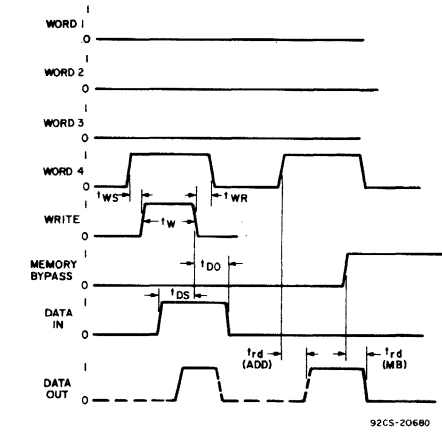 1
WORD 1
0
1
WORD 2
0
1
WORD 3
0
1
WORD 4
0
tWS
tWR
1
WRITE
tW
0
1
MEMORY
BYPASS
0
tDO
tDS
1
DATA
IN
0
trd
(ADD)
trd
(MB)
1
DATA
OUT
0
92CS-20680